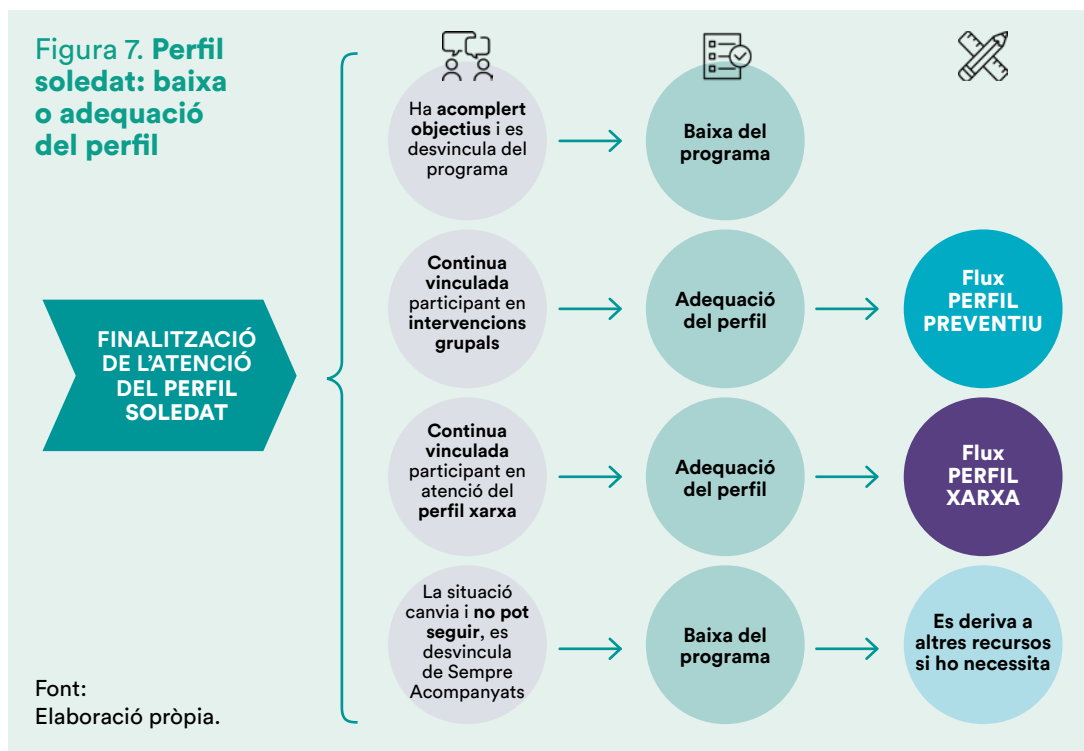 Figura 7. Perfil
soledat: baixa
o adequació
del perfil
FINALITZACIÓ
DE L’ATENCIÓ
DEL PERFIL
SOLEDAT
Ha acomplert
objectius i es
desvincula del
programa
Baixa del
programa
Continua
vinculada
participant en
intervencions
grupals
Adequació
del perfil
Flux
PERFIL
PREVENTIU
Continua
vinculada
participant en
atenció del
perfil xarxa
Adequació
del perfil
Flux
PERFIL
XARXA
La situació
canvia i no pot
seguir, es
desvincula
de Sempre
Acompanyats
Baixa del
programa
Es deriva a
altres recursos
si ho necessita
Font:
Elaboració pròpia.